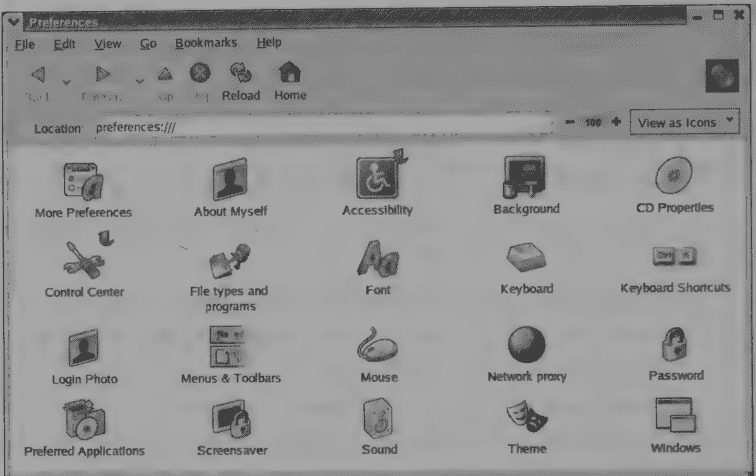 Preferences
File Edit View Go Bookmarks Help
Reload Home
Location: preferences:/// 100 View as Icons
More Preferences About Myself Accessibility Background CD Properties
Control Center File types and programs Font Keyboard Keyboard Shortcuts
Login Photo Menus & Toolbars Mouse Network proxy Password
Preferred Applications Screensaver Sound Theme Windows